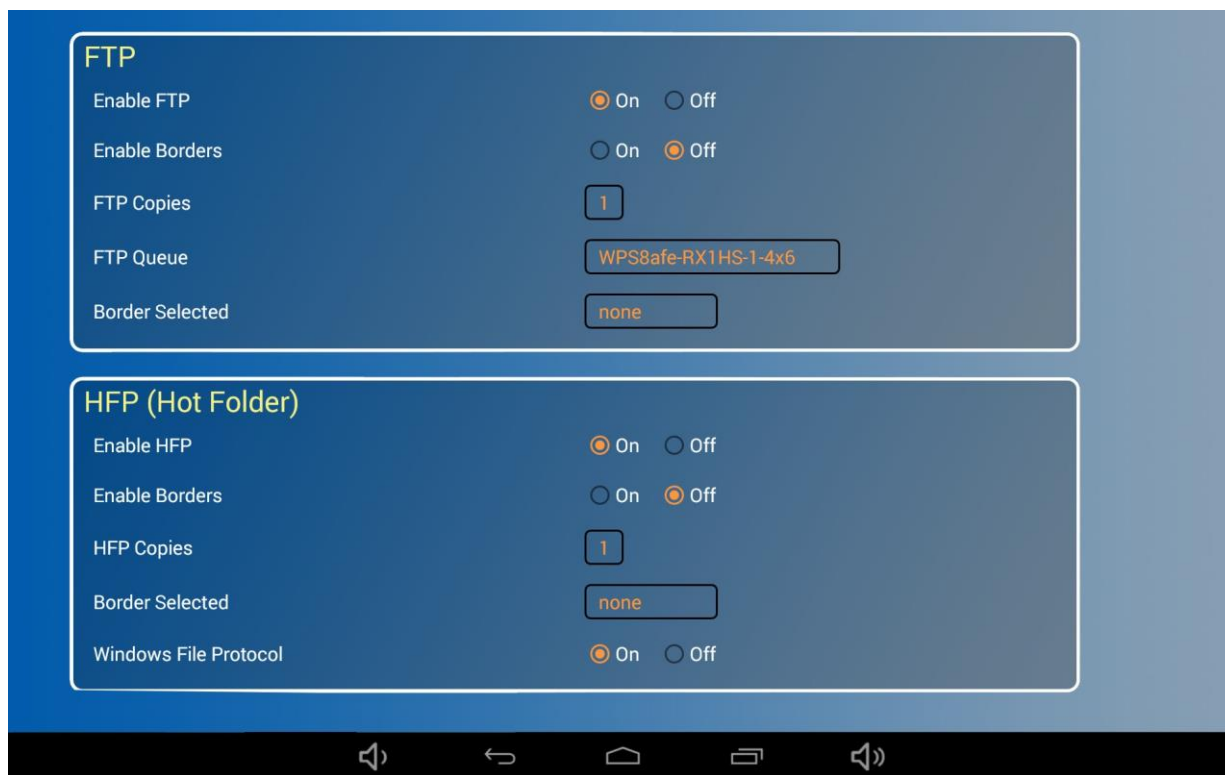 FTP
Enable FTP On Off
Enable Borders On Off
FTP Copies 1
FTP Queue WPS8afe-RX1HS-1-4x6
Border Selected none
HFP (Hot Folder)
Enable HFP On Off
Enable Borders On Off
HFP Copies 1
Border Selected none
Windows File Protocol On Off